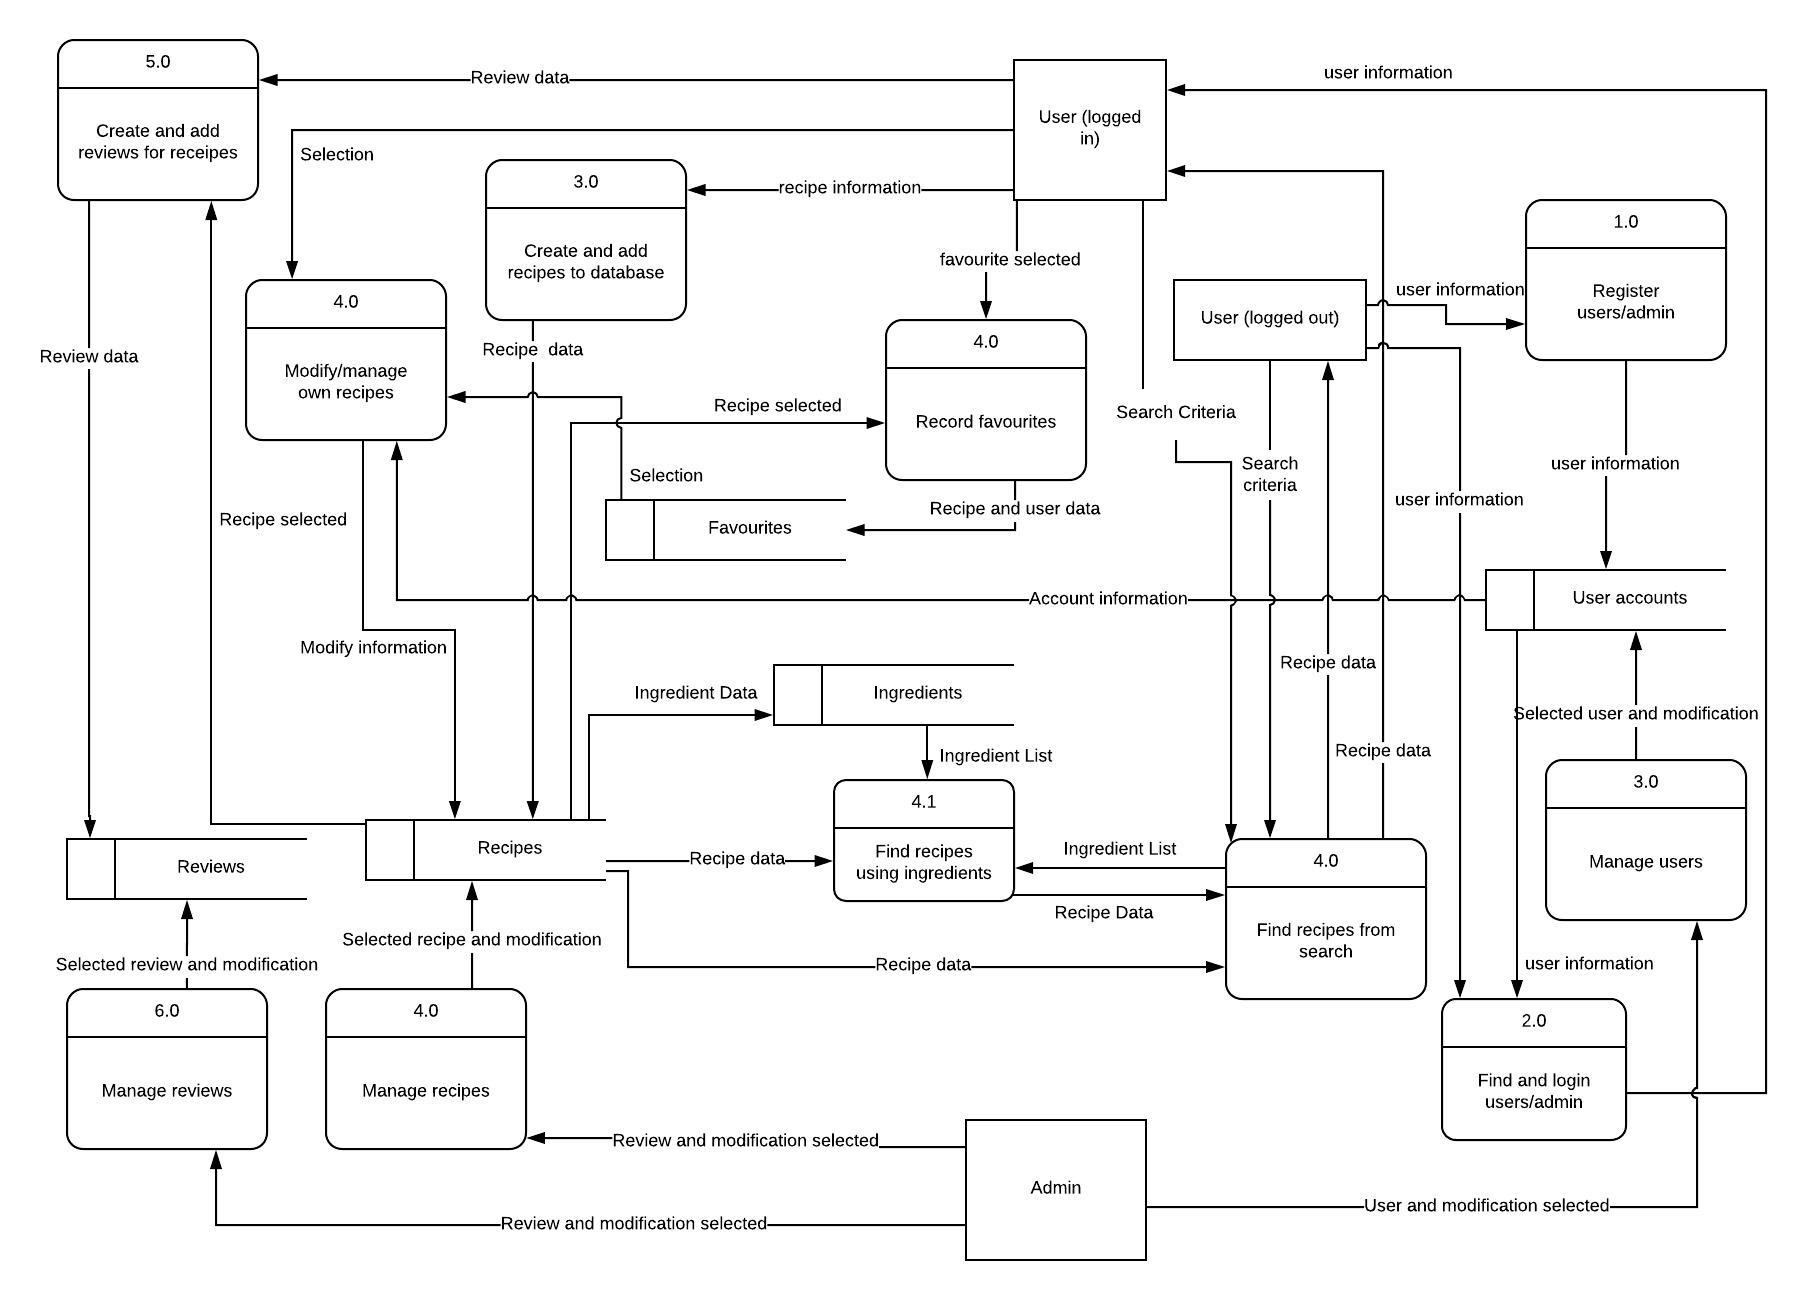 5.0
Create and add
reviews for receipes
Review data
User (logged
in)
user information
Selection
3.0
Create and add
recipes to database
recipe information
1.0
Register
users/admin
favourite selected
4.0
Modify/manage
own recipes
User (logged out)
user information
Review data
Recipe  data
4.0
Record favourites
Recipe selected
Search Criteria
Search
criteria
user information
user information
Selection
Favourites
Recipe and user data
Recipe selected
Account information
User accounts
Modify information
Recipe data
Ingredient Data
Ingredients
Selected user and modification
Ingredient List
Recipe data
4.1
Find recipes
using ingredients
3.0
Manage users
Reviews
Recipes
Recipe data
Ingredient List
Recipe Data
4.0
Find recipes from
search
Selected recipe and modification
Selected review and modification
Recipe data
user information
6.0
Manage reviews
4.0
Manage recipes
2.0
Find and login
users/admin
Review and modification selected
Admin
User and modification selected
Review and modification selected